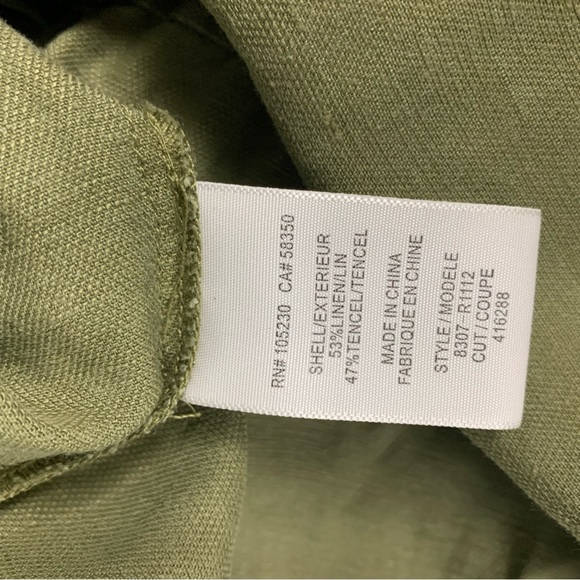 RN# 105230 CA# 58350
SHELL/EXTERIEUR
53%LINEN/LIN
47%TENCEL/TENCEL
MADE IN CHINA
FABRIQUE EN CHINE
STYLE / MODELE
8307-R1112
CUT / COUPE
416288